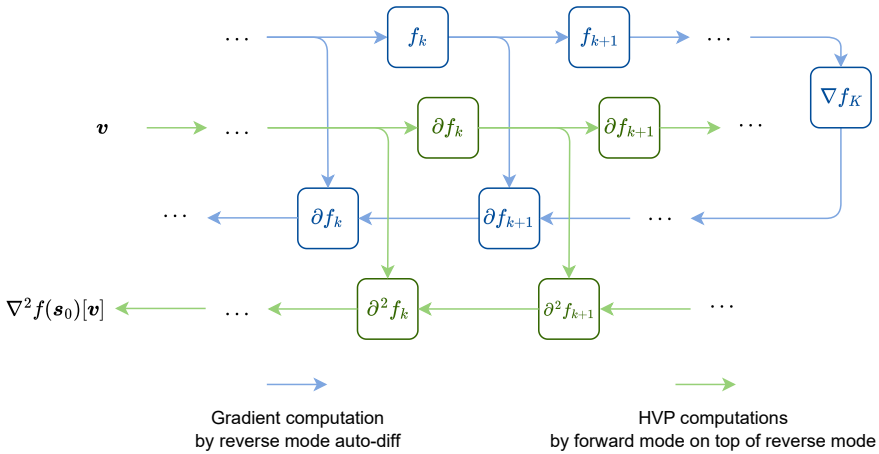 ⋯ f_k f_{k+1} ⋯
∇f_K
v ⋯ ∂f_k ∂f_{k+1} ⋯
⋯ ∂f_k ∂f_{k+1} ⋯
∇²f(s₀)[v] ⋯ ∂²f_k ∂²f_{k+1} ⋯
Gradient computation
by reverse mode auto-diff
HVP computations
by forward mode on top of reverse mode